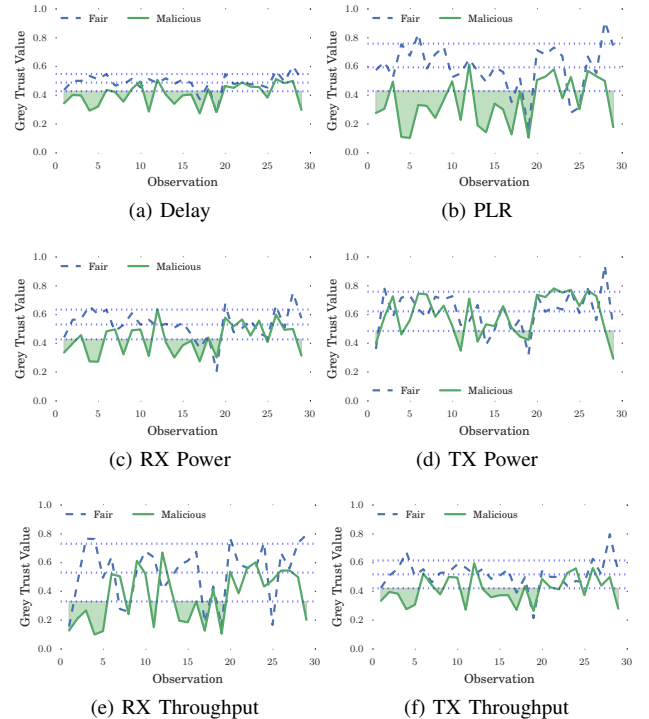 Fair Malicious
Fair Malicious
1.0
0.8
0.6
0.4
0.2
0.0
Grey Trust Value
0 5 10 15 20 25 30
Observation
(a) Delay
1.0
0.8
0.6
0.4
0.2
0.0
Grey Trust Value
0 5 10 15 20 25 30
Observation
(b) PLR
1.0
0.8
0.6
0.4
0.2
0.0
Grey Trust Value
Fair Malicious
0 5 10 15 20 25 30
Observation
(c) RX Power
1.0
0.8
0.6
0.4
0.2
0.0
Grey Trust Value
Fair Malicious
0 5 10 15 20 25 30
Observation
(d) TX Power
1.0
0.8
0.6
0.4
0.2
0.0
Grey Trust Value
Fair Malicious
0 5 10 15 20 25 30
Observation
(e) RX Throughput
1.0
0.8
0.6
0.4
0.2
0.0
Grey Trust Value
Fair Malicious
0 5 10 15 20 25 30
Observation
(f) TX Throughput